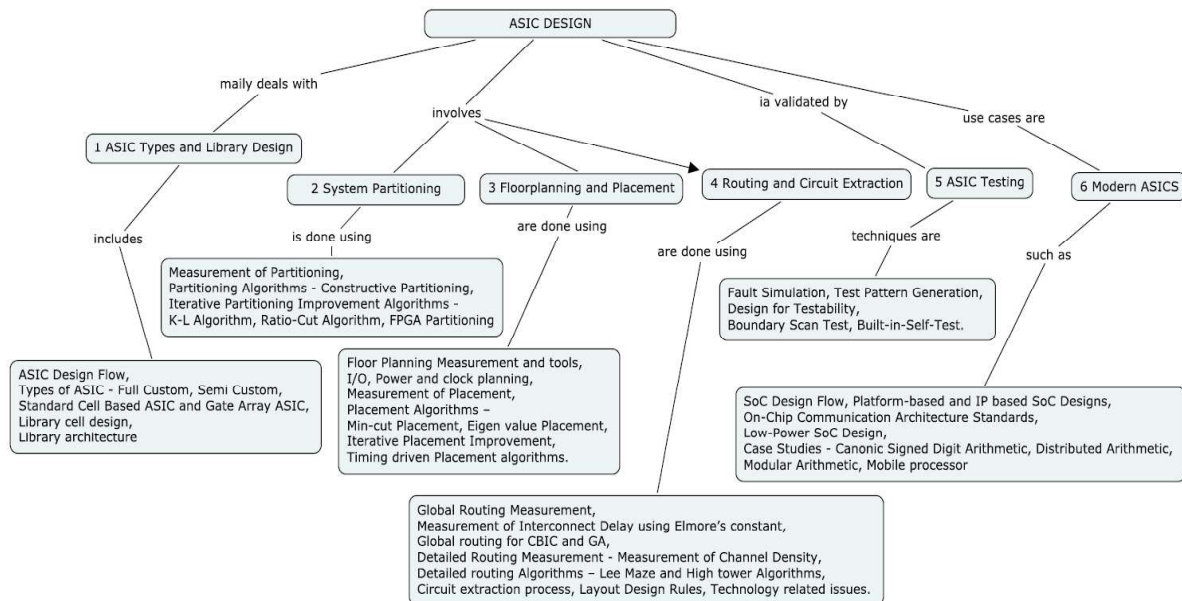 ASIC DESIGN
maily deals with
involves
ia validated by
use cases are
1 ASIC Types and Library Design
2 System Partitioning
3 Floorplanning and Placement
4 Routing and Circuit Extraction
5 ASIC Testing
6 Modern ASICS
includes
is done using
are done using
are done using
techniques are
such as
Measurement of Partitioning,
Partitioning Algorithms - Constructive Partitioning,
Iterative Partitioning Improvement Algorithms -
K-L Algorithm, Ratio-Cut Algorithm, FPGA Partitioning
Fault Simulation, Test Pattern Generation,
Design for Testability,
Boundary Scan Test, Built-in-Self-Test.
ASIC Design Flow,
Types of ASIC - Full Custom, Semi Custom,
Standard Cell Based ASIC and Gate Array ASIC,
Library cell design,
Library architecture
Floor Planning Measurement and tools,
I/O, Power and clock planning,
Measurement of Placement,
Placement Algorithms –
Min-cut Placement, Eigen value Placement,
Iterative Placement Improvement,
Timing driven Placement algorithms.
SoC Design Flow, Platform-based and IP based SoC Designs,
On-Chip Communication Architecture Standards,
Low-Power SoC Design,
Case Studies - Canonic Signed Digit Arithmetic, Distributed Arithmetic,
Modular Arithmetic, Mobile processor
Global Routing Measurement,
Measurement of Interconnect Delay using Elmore's constant,
Global routing for CBIC and GA,
Detailed Routing Measurement - Measurement of Channel Density,
Detailed routing Algorithms – Lee Maze and High tower Algorithms,
Circuit extraction process, Layout Design Rules, Technology related issues.